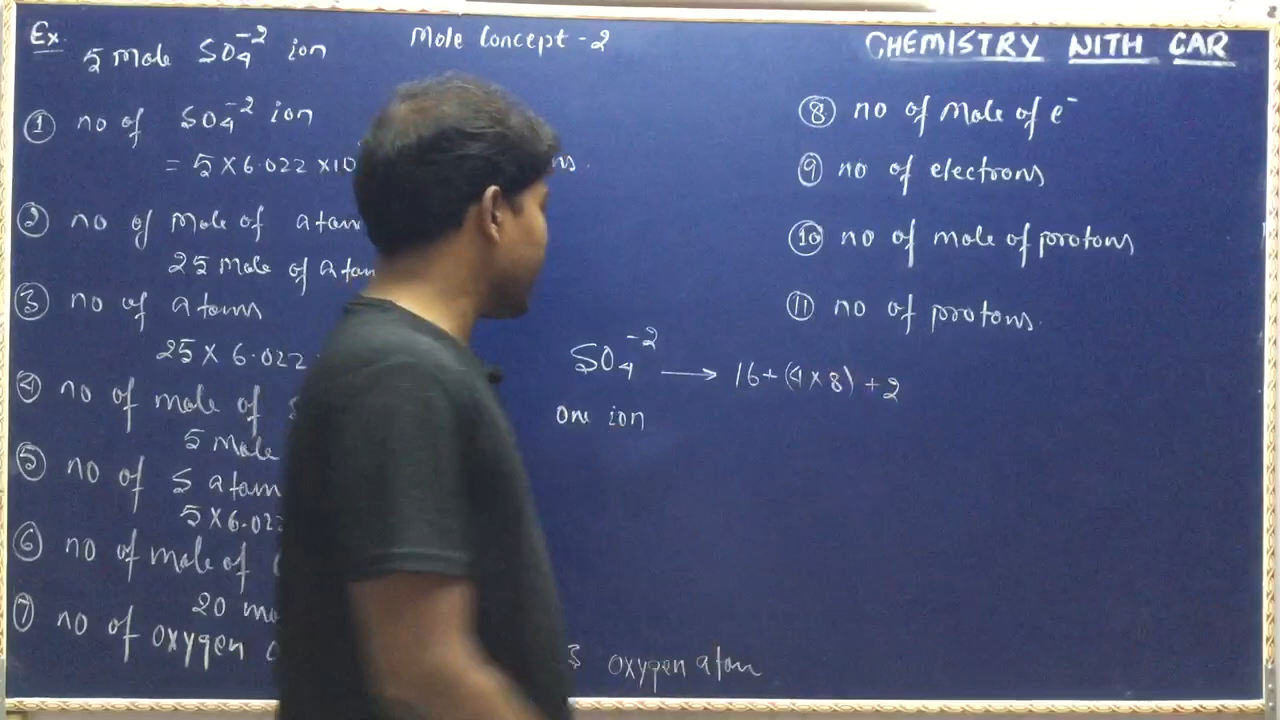 Ex 5 Mole SO₄⁻² ion
Mole Concept - 2
CHEMISTRY WITH CAR
① no of SO₄⁻² ion
= 5 X 6.022 X 10
② no of Mole of atom
25 Mole of atom
③ no of atoms
25 X 6.022
④ no of mole of S
5 Mole
⑤ no of S atom
5 X 6.022
⑥ no of mole of
20 mo
⑦ no of oxygen
oxygen atom
SO₄⁻² → 16 + (4 X 8) + 2
One ion
⑧ no of Mole of e⁻
⑨ no of electrons
⑩ no of mole of protons
⑪ no of protons.